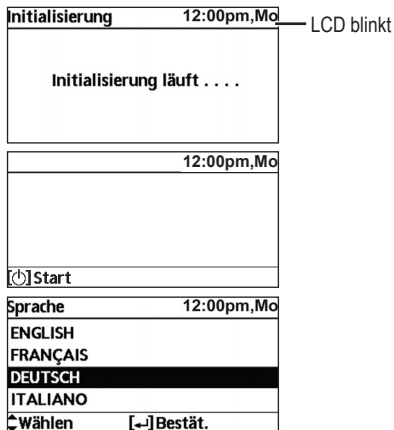 Initialisierung 12:00pm,Mo
LCD blinkt
Initialisierung läuft . . . .
12:00pm,Mo
[⏻]Start
Sprache 12:00pm,Mo
ENGLISH
FRANÇAIS
DEUTSCH
ITALIANO
Wählen [↵]Bestät.